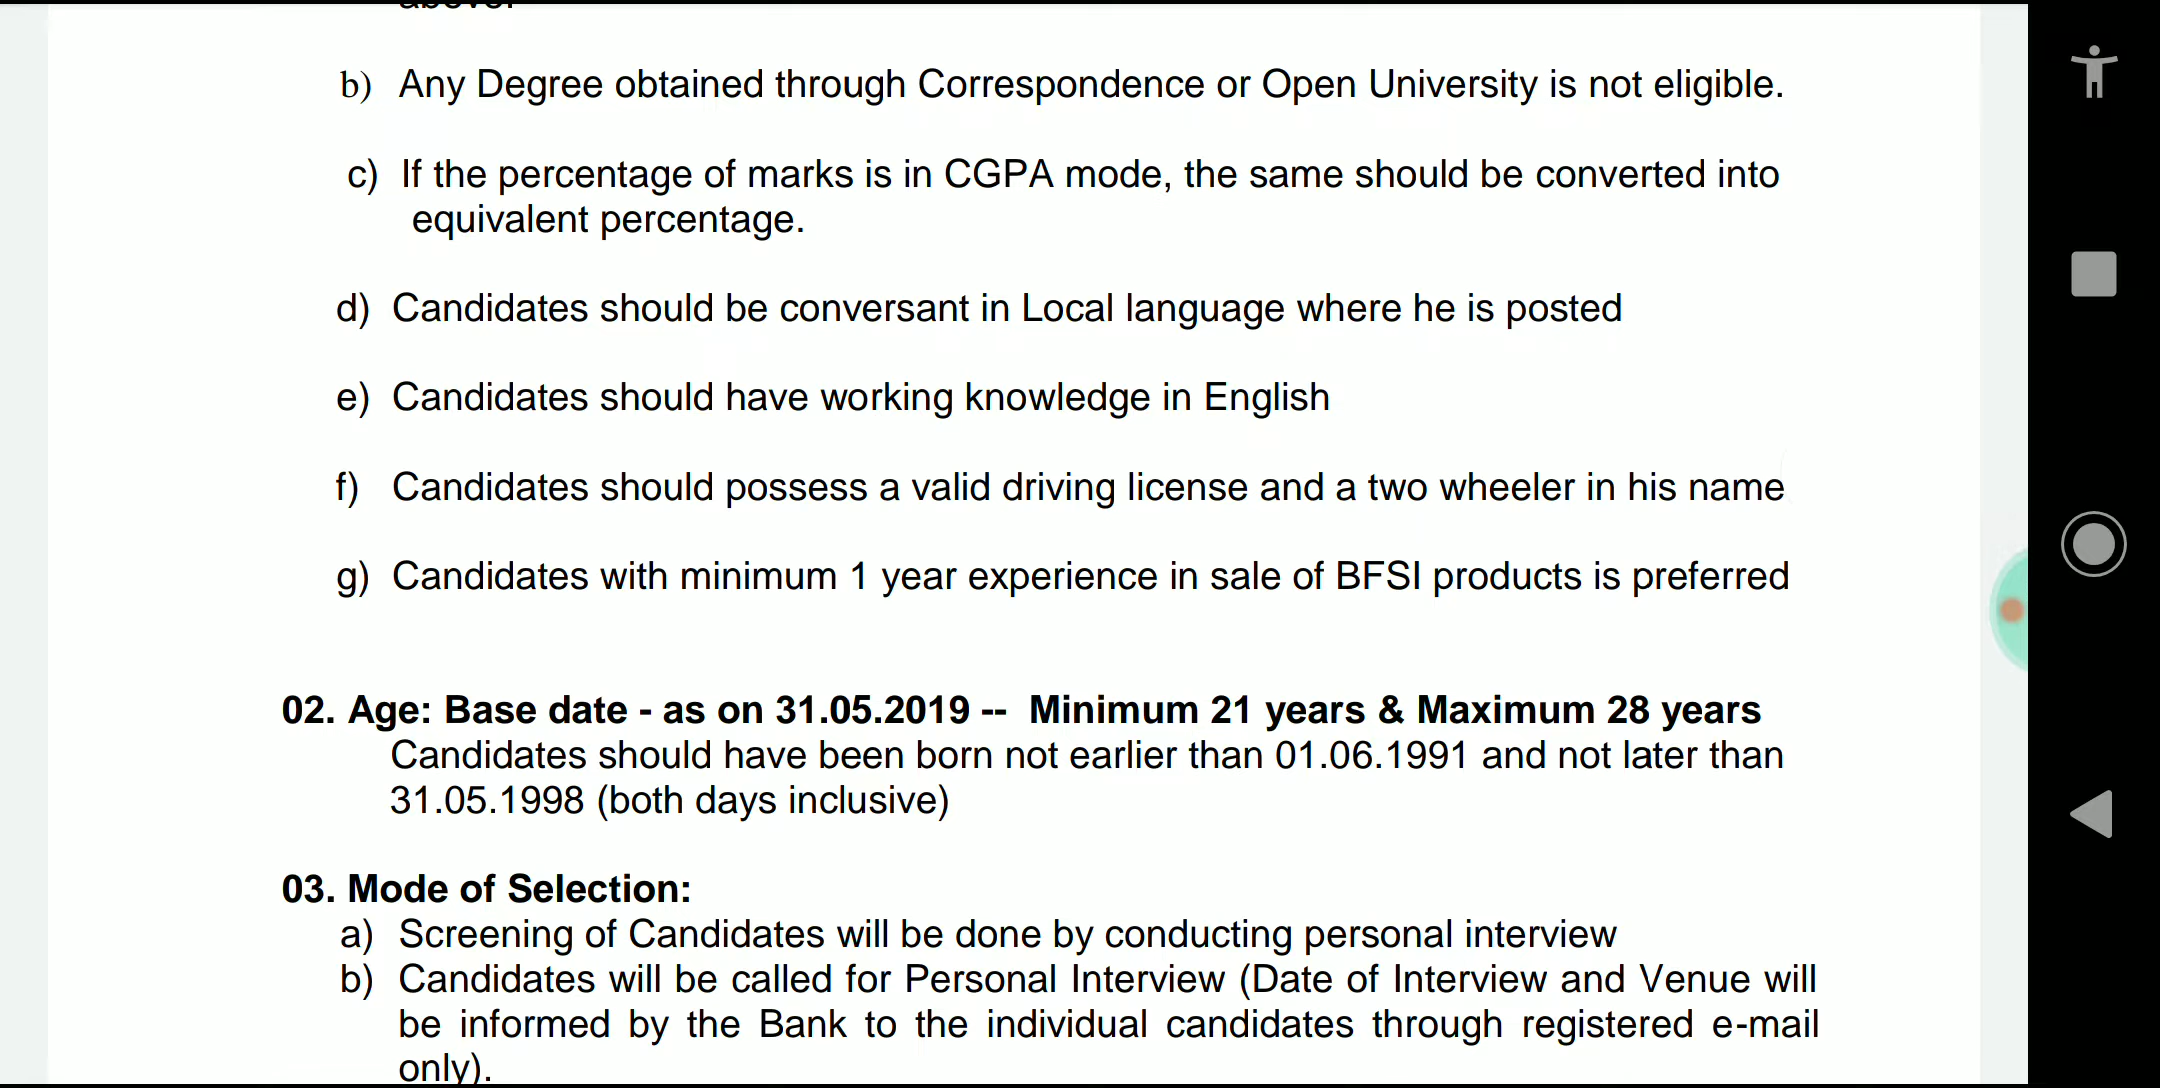 b) Any Degree obtained through Correspondence or Open University is not eligible.
c) If the percentage of marks is in CGPA mode, the same should be converted into
equivalent percentage.
d) Candidates should be conversant in Local language where he is posted
e) Candidates should have working knowledge in English
f) Candidates should possess a valid driving license and a two wheeler in his name
g) Candidates with minimum 1 year experience in sale of BFSI products is preferred
02. Age: Base date - as on 31.05.2019 -- Minimum 21 years & Maximum 28 years
Candidates should have been born not earlier than 01.06.1991 and not later than
31.05.1998 (both days inclusive)
03. Mode of Selection:
a) Screening of Candidates will be done by conducting personal interview
b) Candidates will be called for Personal Interview (Date of Interview and Venue will
be informed by the Bank to the individual candidates through registered e-mail
only).